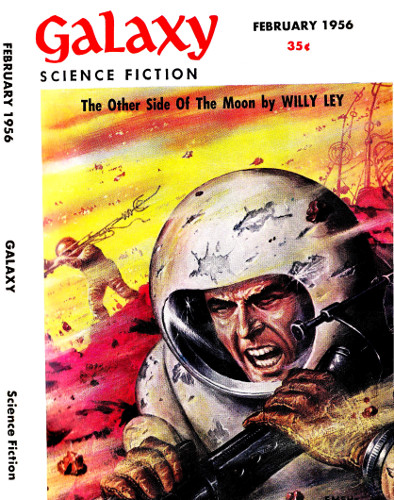 Galaxy
FEBRUARY 1956
35¢
SCIENCE FICTION
The Other Side Of The Moon by WILLY LEY
FEBRUARY 1956
GALAXY
Science Fiction